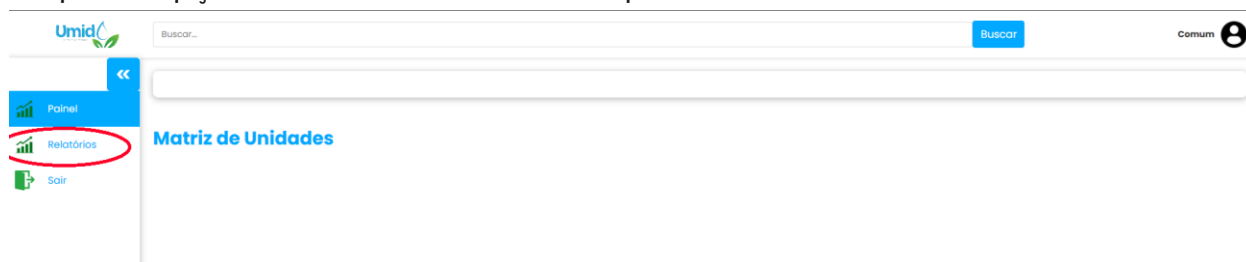 Umid
Buscar...
Buscar
Comum
«
Painel
Relatórios
Sair
Matriz de Unidades